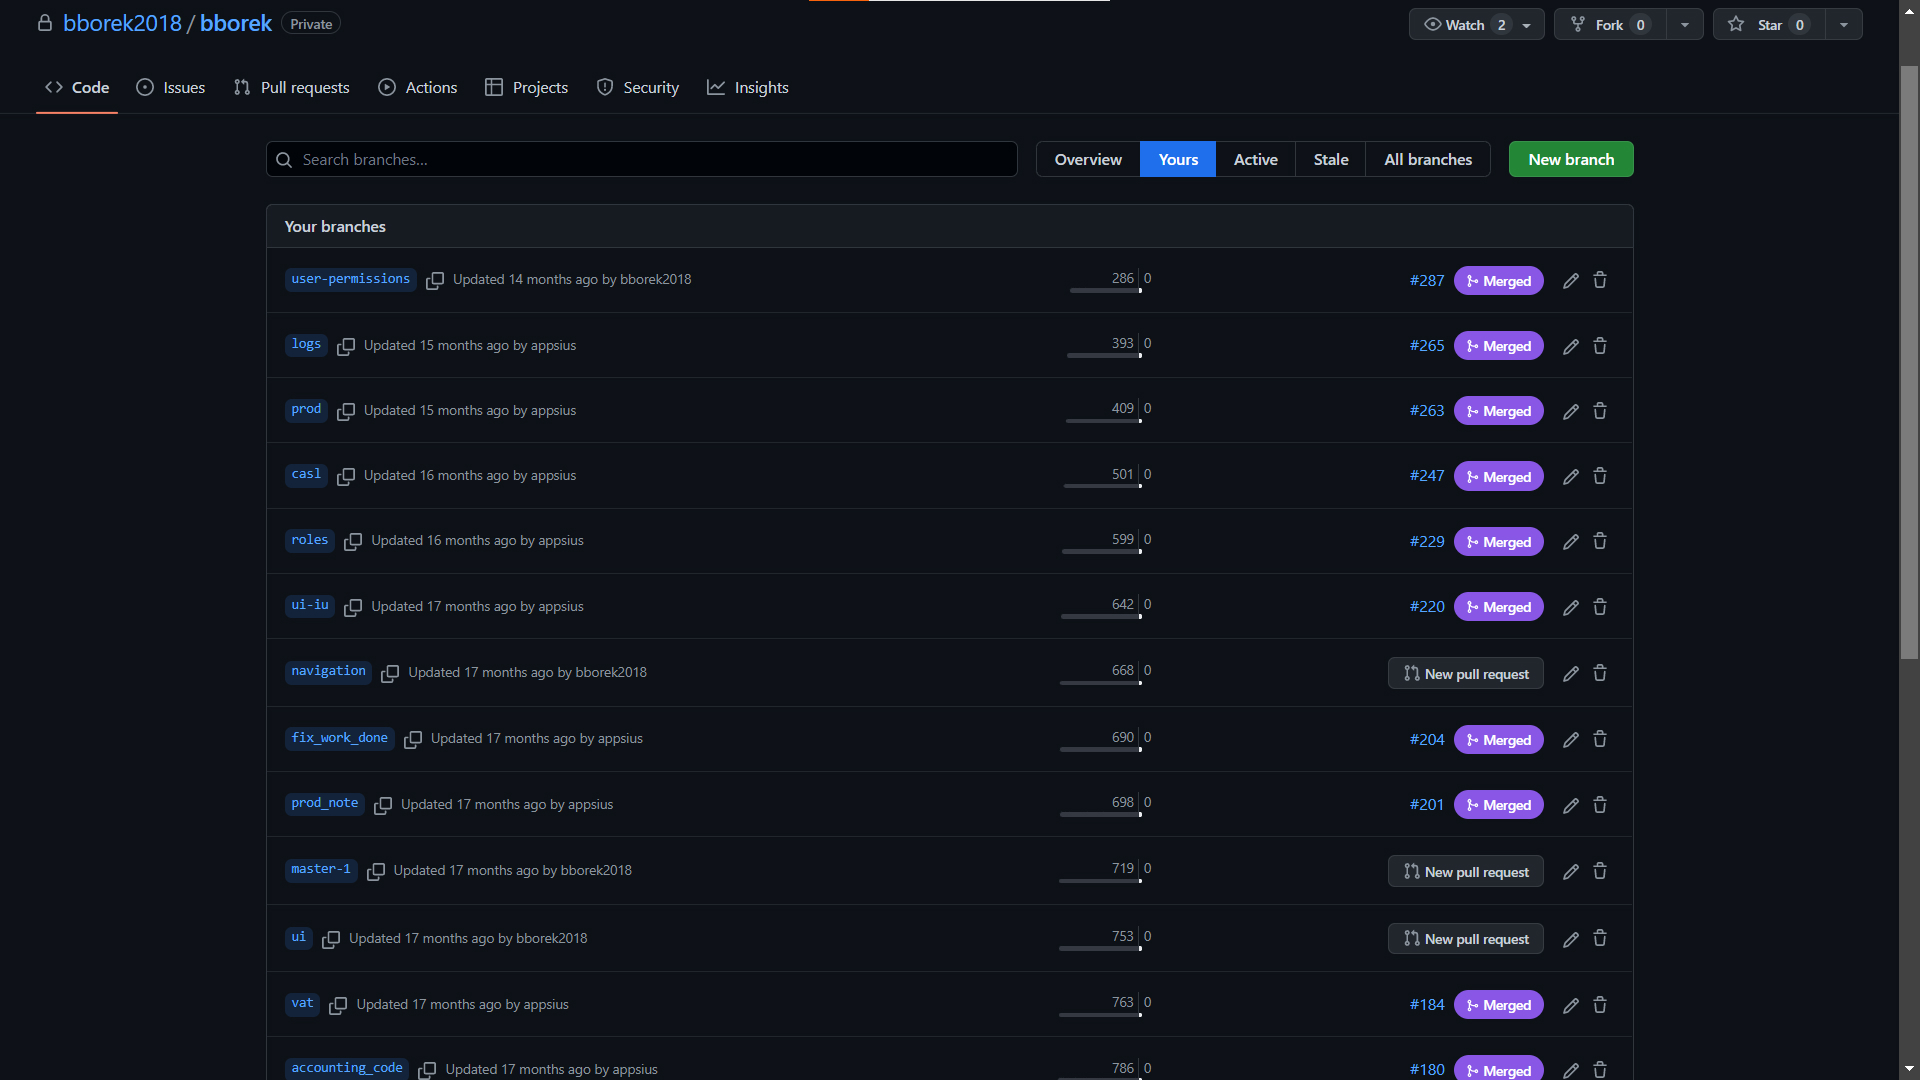 bborek2018 / bborek Private Watch 2 Fork 0 Star 0
Code Issues Pull requests Actions Projects Security Insights
Search branches... Overview Yours Active Stale All branches New branch
Your branches
user-permissions Updated 14 months ago by bborek2018 286 0 #287 Merged
logs Updated 15 months ago by appsius 393 0 #265 Merged
prod Updated 15 months ago by appsius 409 0 #263 Merged
casl Updated 16 months ago by appsius 501 0 #247 Merged
roles Updated 16 months ago by appsius 599 0 #229 Merged
ui-iu Updated 17 months ago by appsius 642 0 #220 Merged
navigation Updated 17 months ago by bborek2018 668 0 New pull request
fix_work_done Updated 17 months ago by appsius 690 0 #204 Merged
prod_note Updated 17 months ago by appsius 698 0 #201 Merged
master-1 Updated 17 months ago by bborek2018 719 0 New pull request
ui Updated 17 months ago by bborek2018 753 0 New pull request
vat Updated 17 months ago by appsius 763 0 #184 Merged
accounting_code Updated 17 months ago by appsius 786 0 #180 Merged